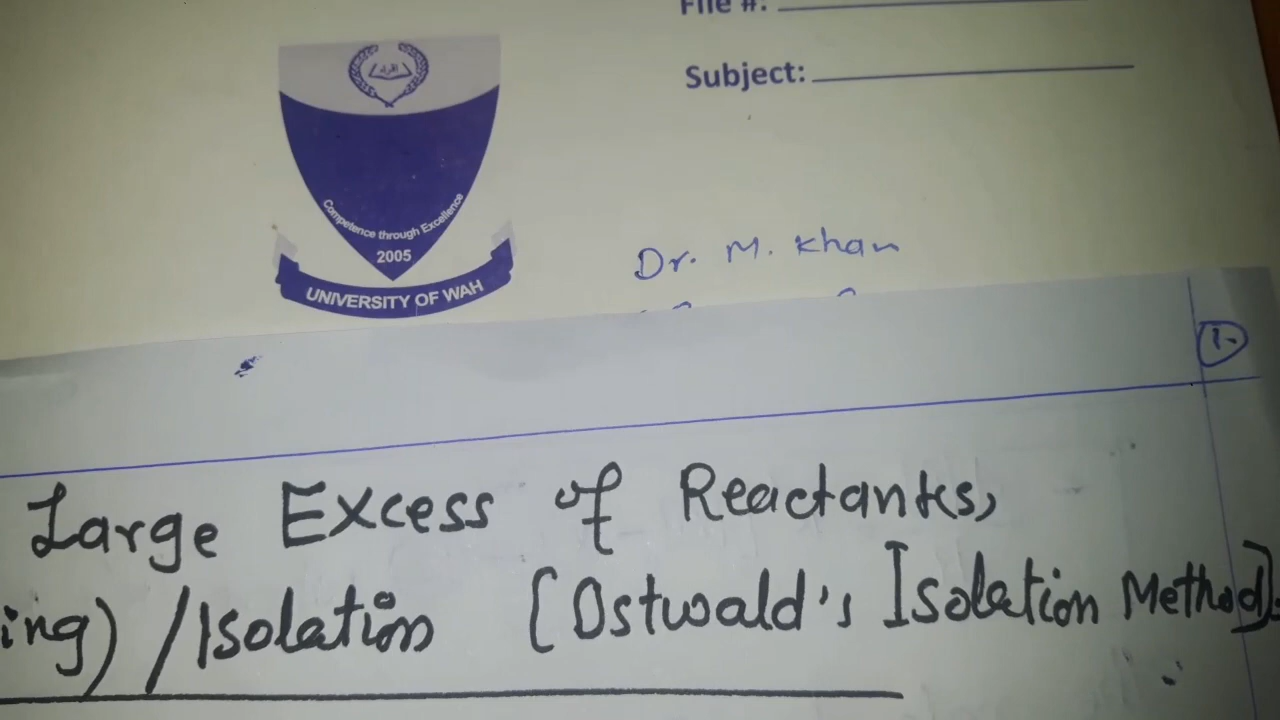 File #:
Subject:
اقرأ
Competence through Excellence
2005
UNIVERSITY OF WAH
Dr. M. Khan
1-
Large Excess of Reactants,
ing) / Isolation [Ostwald's Isolation Method].